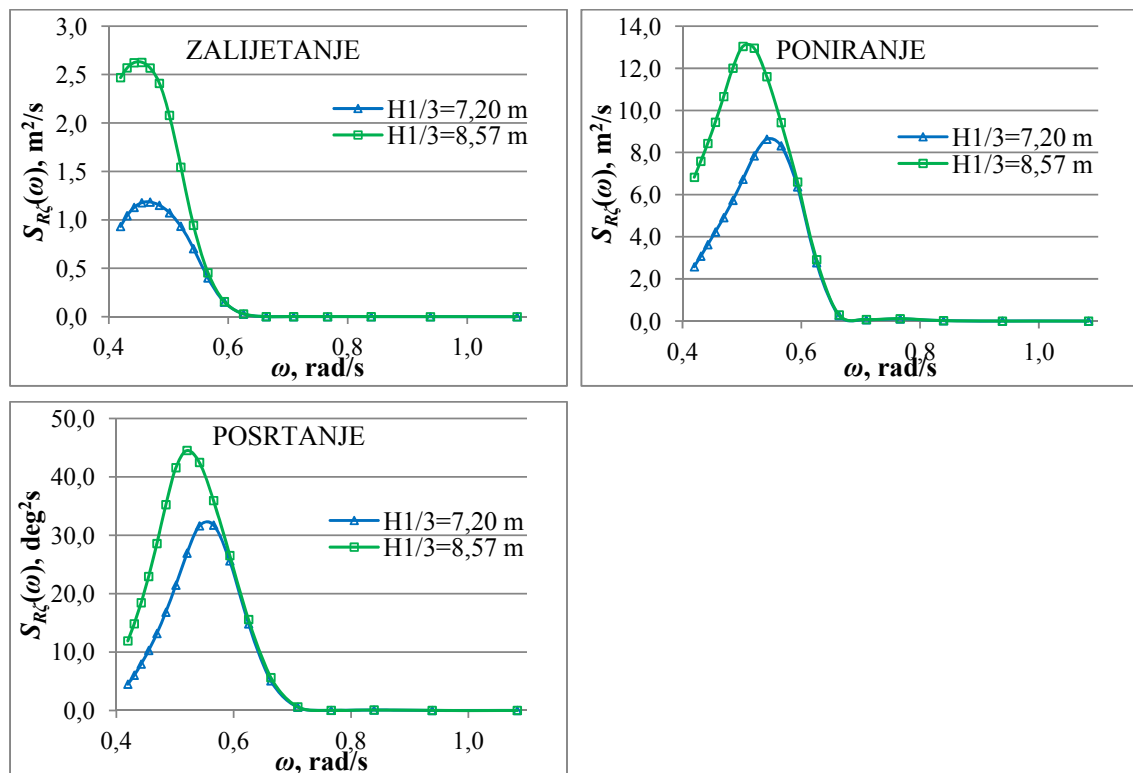 ZALIJETANJE
S_Rζ(ω), m²/s
3,0
2,5
2,0
1,5
1,0
0,5
0,0
H1/3=7,20 m
H1/3=8,57 m
0,4 0,6 0,8 1,0
ω, rad/s
PONIRANJE
S_Rζ(ω), m²/s
14,0
12,0
10,0
8,0
6,0
4,0
2,0
0,0
H1/3=7,20 m
H1/3=8,57 m
0,4 0,6 0,8 1,0
ω, rad/s
POSRTANJE
S_Rζ(ω), deg²s
50,0
40,0
30,0
20,0
10,0
0,0
H1/3=7,20 m
H1/3=8,57 m
0,4 0,6 0,8 1,0
ω, rad/s